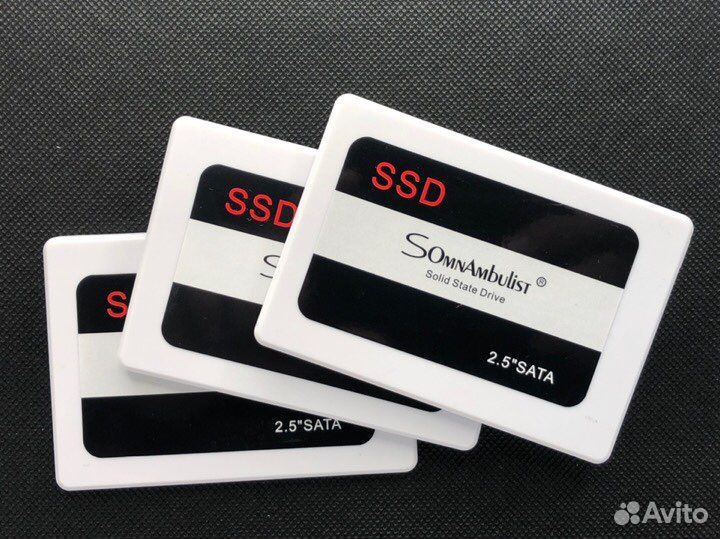 SSD
SOmnAmbulist®
Solid State Drive
2.5"SATA
SSD
S
S
2.5"SATA
Avito